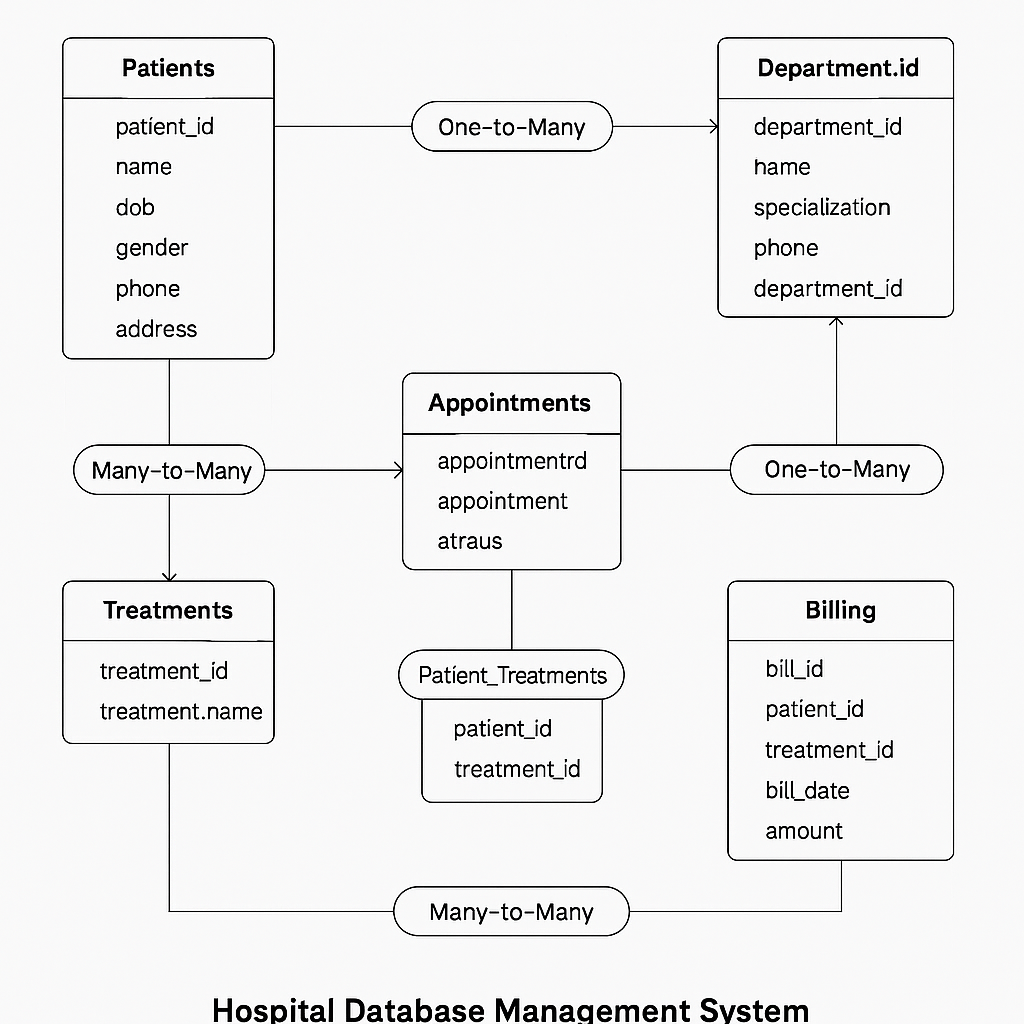 Patients
patient_id
name
dob
gender
phone
address
One-to-Many
Department.id
department_id
hame
specialization
phone
department_id
Many-to-Many
Appointments
appointmentrd
appointment
atraus
One-to-Many
Treatments
treatment_id
treatment.name
Patient_Treatments
patient_id
treatment_id
Billing
bill_id
patient_id
treatment_id
bill_date
amount
Many-to-Many
Hospital Database Management System